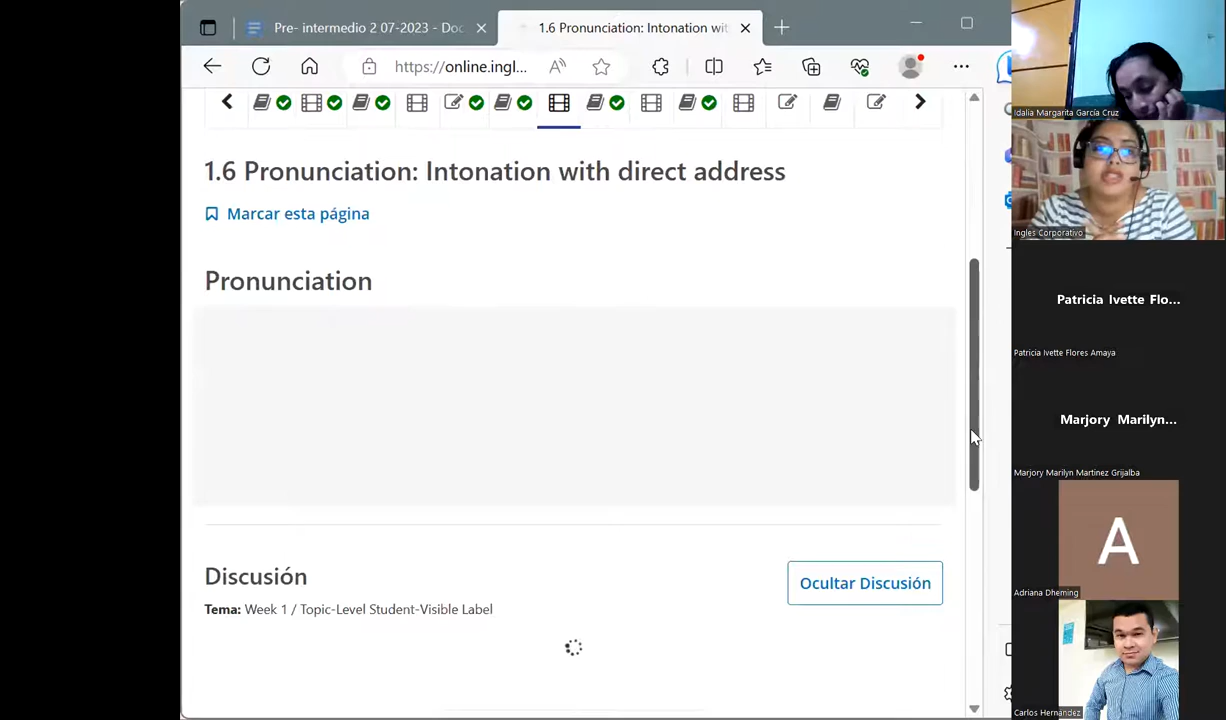 Pre- intermedio 2 07-2023 - Doc
1.6 Pronunciation: Intonation wit
https://online.ingl...
1.6 Pronunciation: Intonation with direct address
Marcar esta página
Pronunciation
Discusión
Ocultar Discusión
Tema: Week 1 / Topic-Level Student-Visible Label
Idalia Margarita García Cruz
Ingles Corporativo
Patricia Ivette Flo...
Patricia Ivette Flores Amaya
Marjory Marilyn...
Marjory Marilyn Martinez Grijalba
A
Adriana Dheming
Carlos Hernández